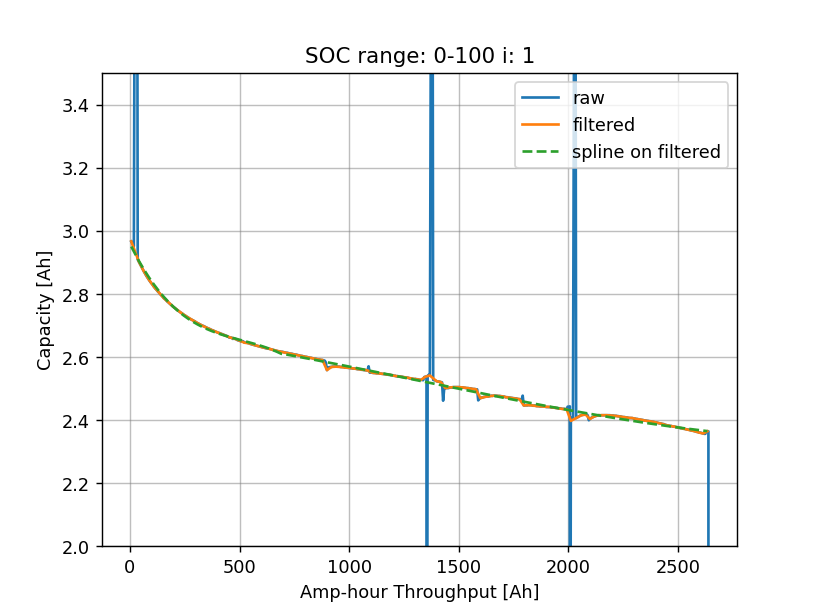 SOC range: 0-100 i: 1
raw
filtered
spline on filtered
3.4
3.2
3.0
2.8
2.6
2.4
2.2
2.0
Capacity [Ah]
0
500
1000
1500
2000
2500
Amp-hour Throughput [Ah]